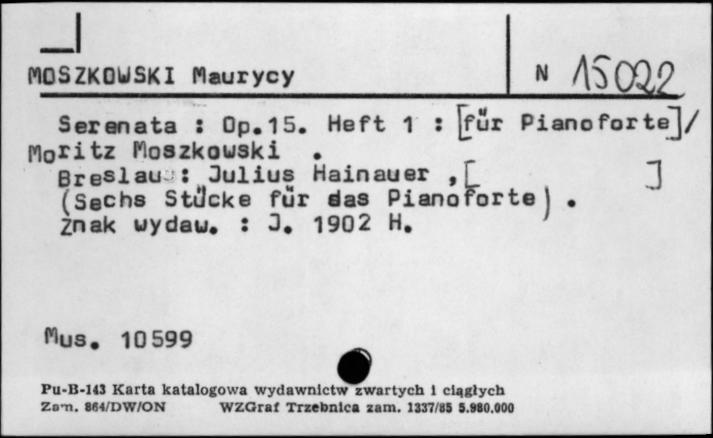 MOSZKOWSKI Maurycy N 15022
Serenata : Op.15. Heft 1 : [für Pianoforte]/
Moritz Moszkowski .
Breslau : Julius Hainauer ,[ ]
(Sechs Stücke für das Pianoforte) .
Znak wydaw. : J. 1902 H.
Mus. 10599
Pu-B-143 Karta katalogowa wydawnictw zwartych i ciągłych
Zam. 864/DW/ON WZGraf Trzebnica zam. 1337/85 5.980.000